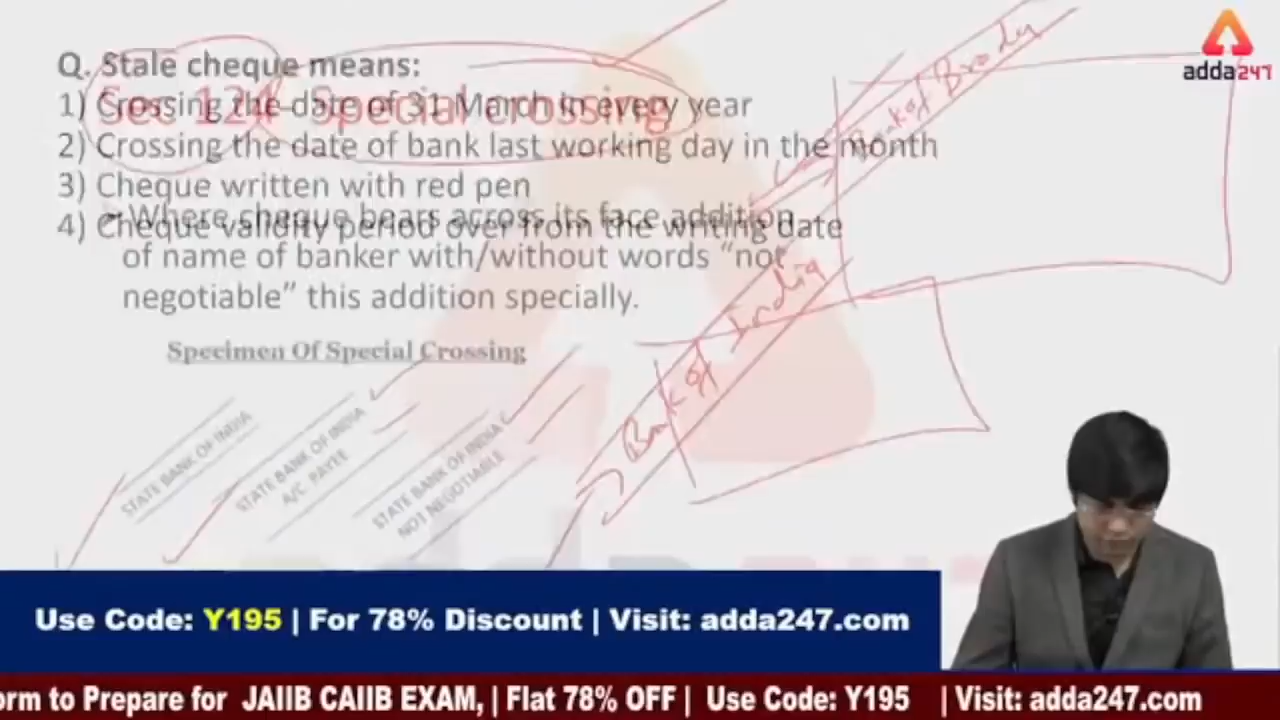 adda247
Q. Stale cheque means:
Sec 124- Special crossing
1) Crossing the date of 31 March in every year
2) Crossing the date of bank last working day in the month
3) Cheque written with red pen
4) Cheque validity period over from the writing date
Where cheque bears across its face addition
of name of banker with/without words “not
negotiable” this addition specially.
Specimen Of Special Crossing
STATE BANK OF INDIA
STATE BANK OF INDIA
A/C. PAYEE
STATE BANK OF INDIA
NOT NEGOTIABLE
Bank of India
Bank of Broda
Use Code: Y195 | For 78% Discount | Visit: adda247.com
orm to Prepare for JAIIB CAIIB EXAM, | Flat 78% OFF | Use Code: Y195 | Visit: adda247.com